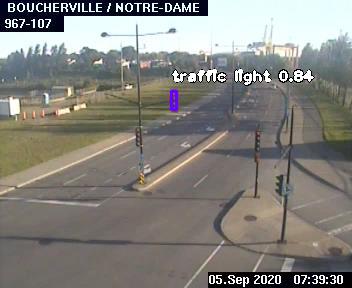 BOUCHERVILLE / NOTRE-DAME
967-107
traffic light 0.84
05.Sep 2020 07:39:30